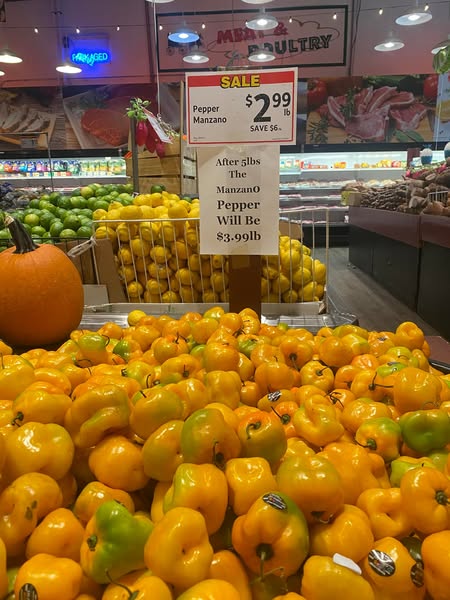 MEAT &
POULTRY
PACKAGED
SALE
Pepper
Manzano
$2 99
lb
SAVE $6
After 5lbs
The
ManzanO
Pepper
Will Be
$3.99lb